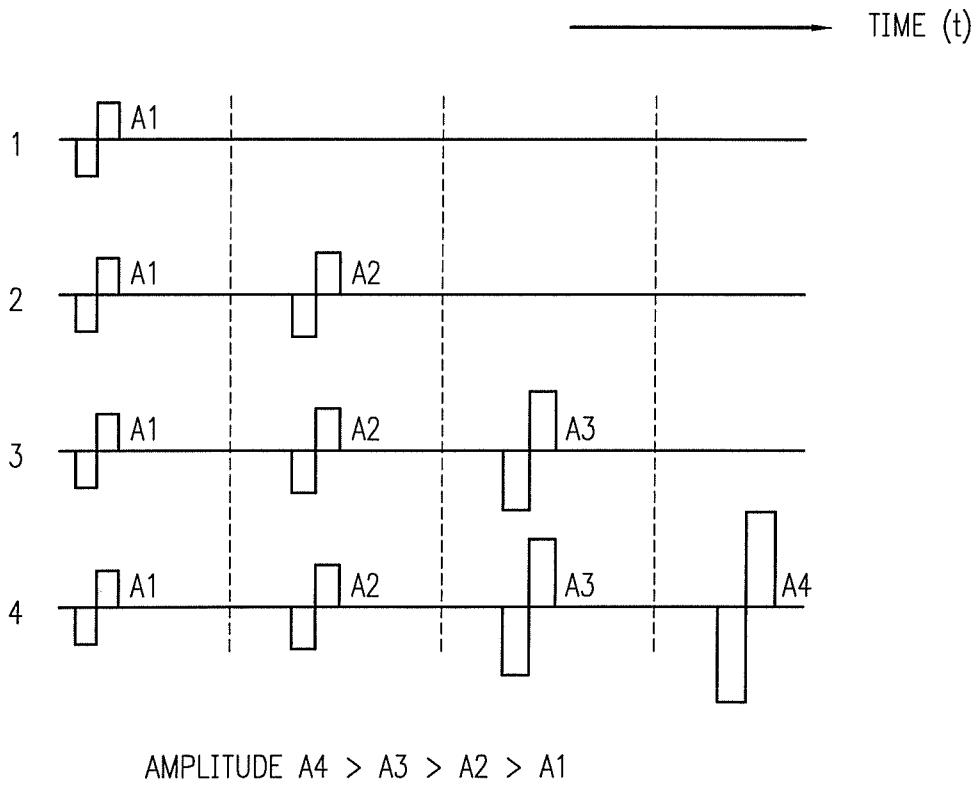 TIME (t)
1 A1
2 A1 A2
3 A1 A2 A3
4 A1 A2 A3 A4
AMPLITUDE A4 > A3 > A2 > A1